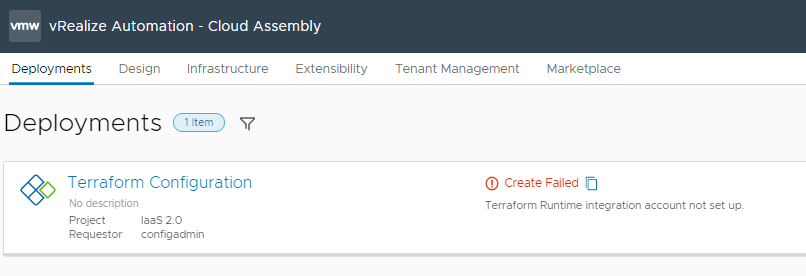 vmw vRealize Automation - Cloud Assembly
Deployments Design Infrastructure Extensibility Tenant Management Marketplace
Deployments 1 Item
Terraform Configuration
No description
Project IaaS 2.0
Requestor configadmin
Create Failed
Terraform Runtime integration account not set up.